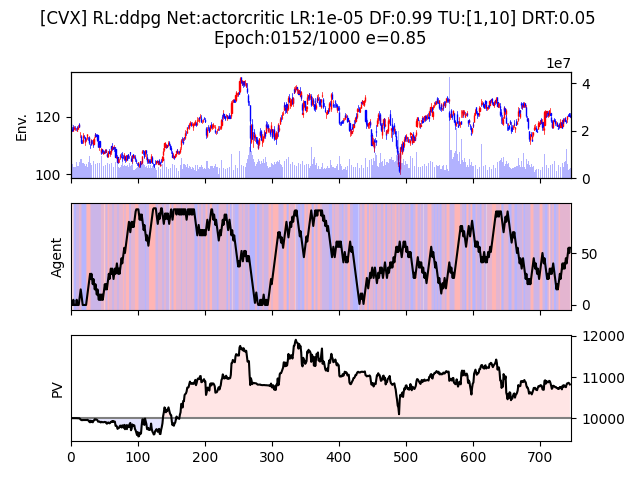 [CVX] RL:ddpg Net:actorcritic LR:1e-05 DF:0.99 TU:[1,10] DRT:0.05
Epoch:0152/1000 e=0.85
1e7
Env.
120
100
4
2
0
Agent
50
0
PV
12000
11000
10000
0 100 200 300 400 500 600 700